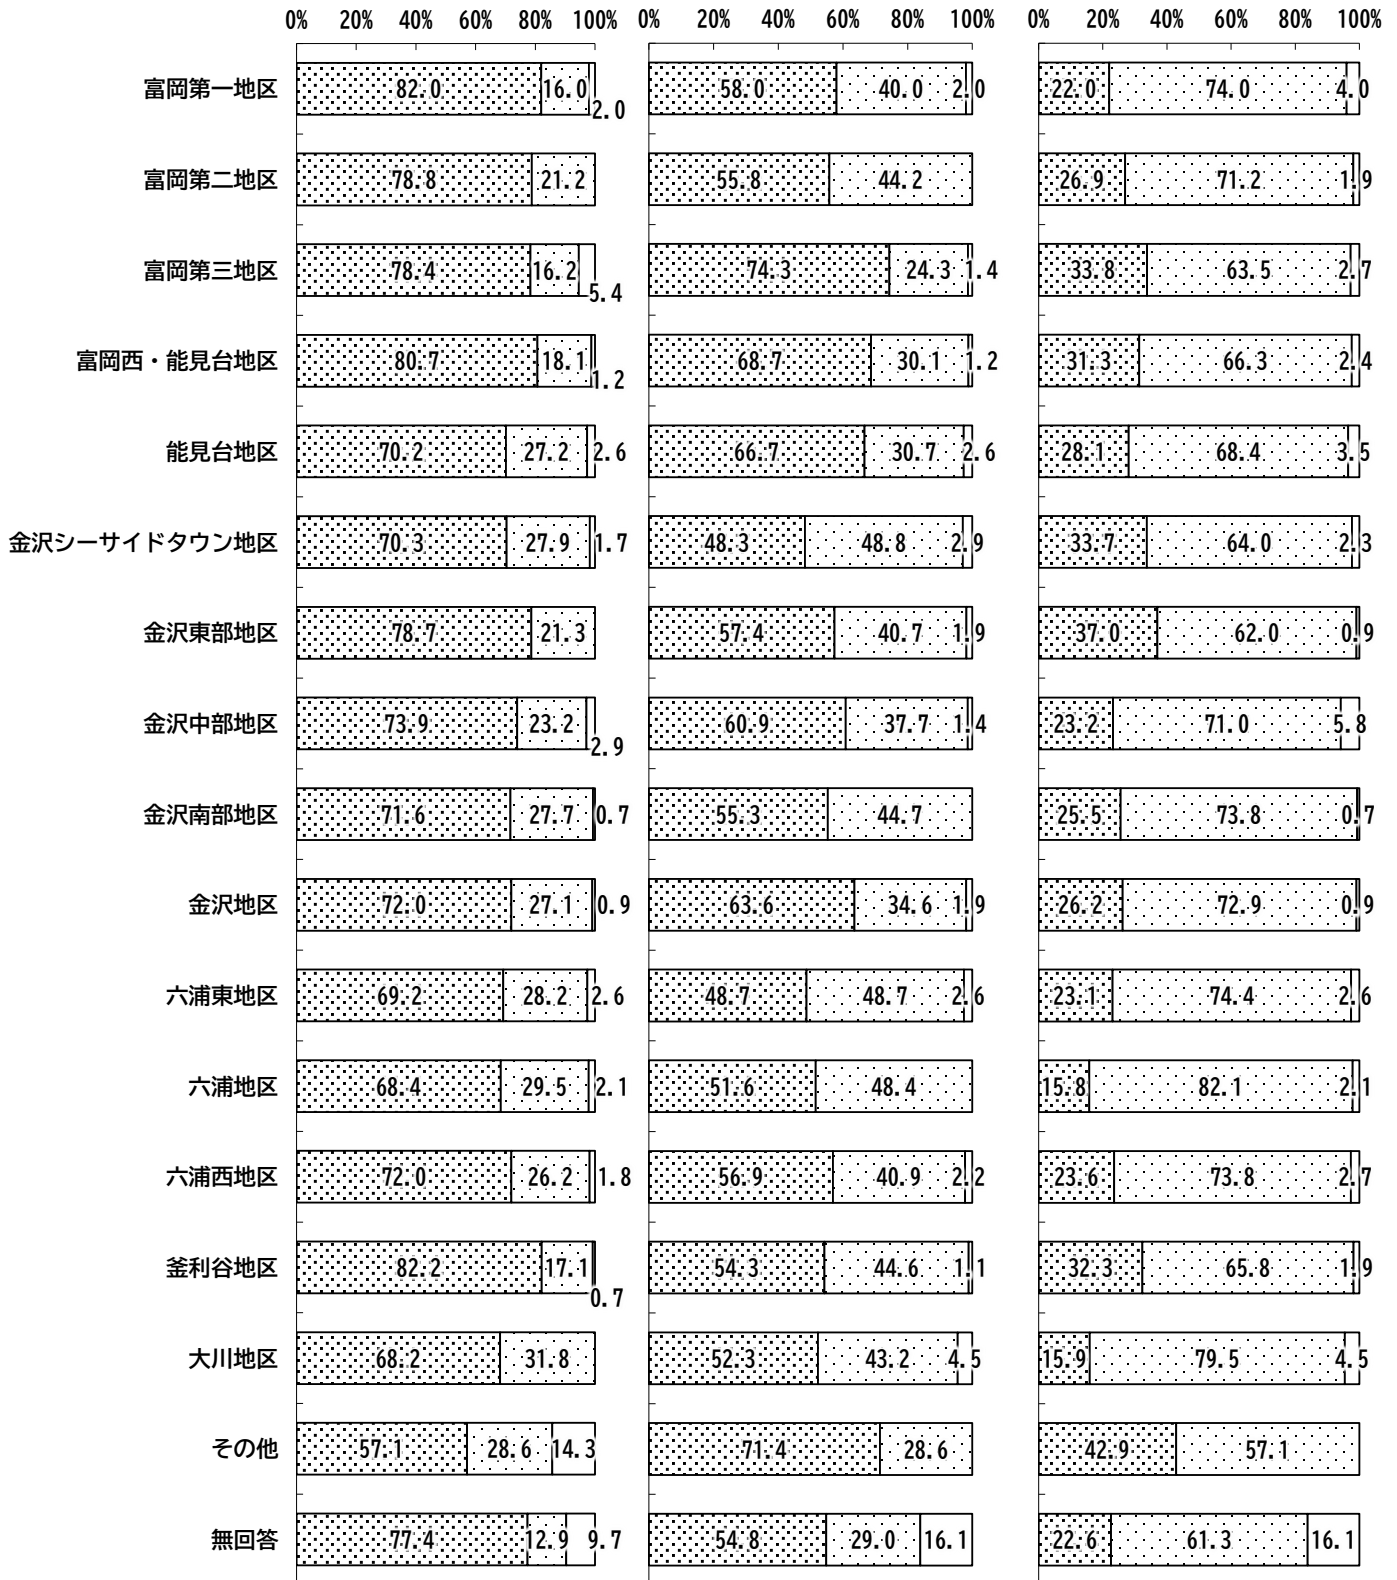 0% 20% 40% 60% 80% 100% 0% 20% 40% 60% 80% 100% 0% 20% 40% 60% 80% 100%
富岡第一地区 82.0 16.0 2.0 58.0 40.0 2.0 22.0 74.0 4.0
富岡第二地区 78.8 21.2 55.8 44.2 26.9 71.2 1.9
富岡第三地区 78.4 16.2 5.4 74.3 24.3 1.4 33.8 63.5 2.7
富岡西・能見台地区 80.7 18.1 1.2 68.7 30.1 1.2 31.3 66.3 2.4
能見台地区 70.2 27.2 2.6 66.7 30.7 2.6 28.1 68.4 3.5
金沢シーサイドタウン地区 70.3 27.9 1.7 48.3 48.8 2.9 33.7 64.0 2.3
金沢東部地区 78.7 21.3 57.4 40.7 1.9 37.0 62.0 0.9
金沢中部地区 73.9 23.2 2.9 60.9 37.7 1.4 23.2 71.0 5.8
金沢南部地区 71.6 27.7 0.7 55.3 44.7 25.5 73.8 0.7
金沢地区 72.0 27.1 0.9 63.6 34.6 1.9 26.2 72.9 0.9
六浦東地区 69.2 28.2 2.6 48.7 48.7 2.6 23.1 74.4 2.6
六浦地区 68.4 29.5 2.1 51.6 48.4 15.8 82.1 2.1
六浦西地区 72.0 26.2 1.8 56.9 40.9 2.2 23.6 73.8 2.7
釜利谷地区 82.2 17.1 0.7 54.3 44.6 1.1 32.3 65.8 1.9
大川地区 68.2 31.8 52.3 43.2 4.5 15.9 79.5 4.5
その他 57.1 28.6 14.3 71.4 28.6 42.9 57.1
無回答 77.4 12.9 9.7 54.8 29.0 16.1 22.6 61.3 16.1